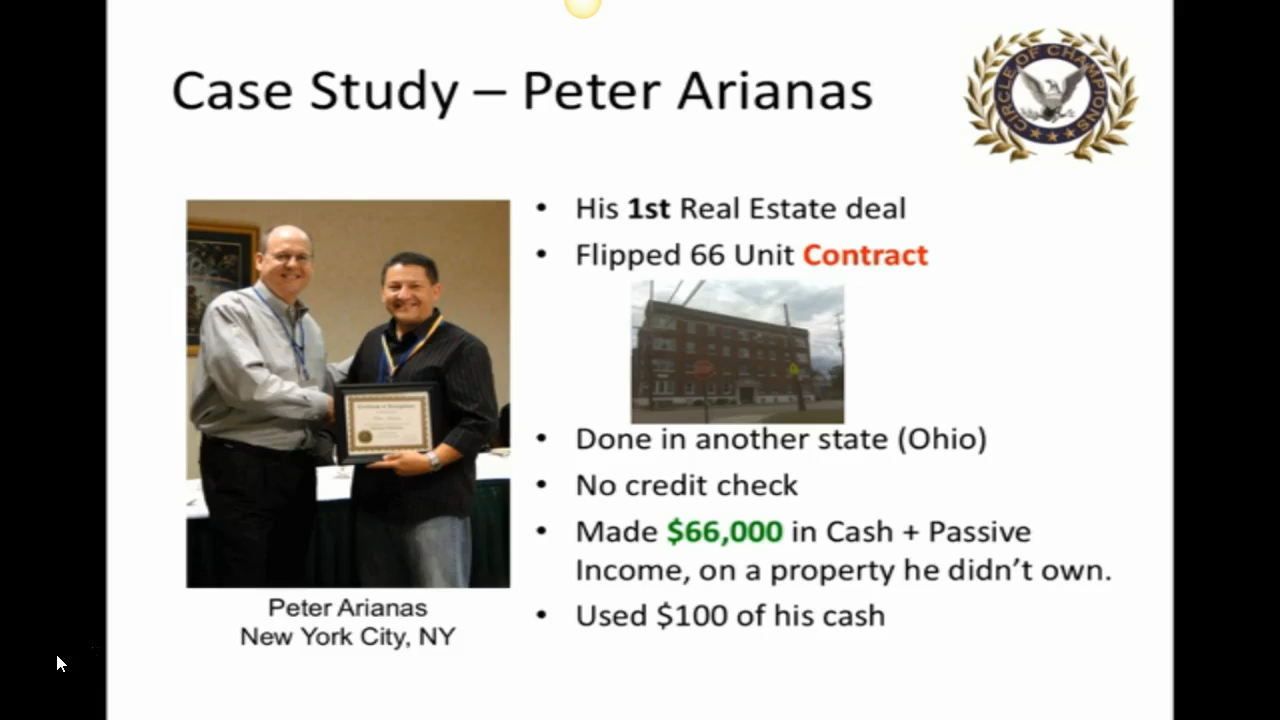 Case Study – Peter Arianas
CIRCLE OF CHAMPIONS
• His 1st Real Estate deal
• Flipped 66 Unit Contract
• Done in another state (Ohio)
• No credit check
• Made $66,000 in Cash + Passive
Income, on a property he didn’t own.
• Used $100 of his cash
Peter Arianas
New York City, NY